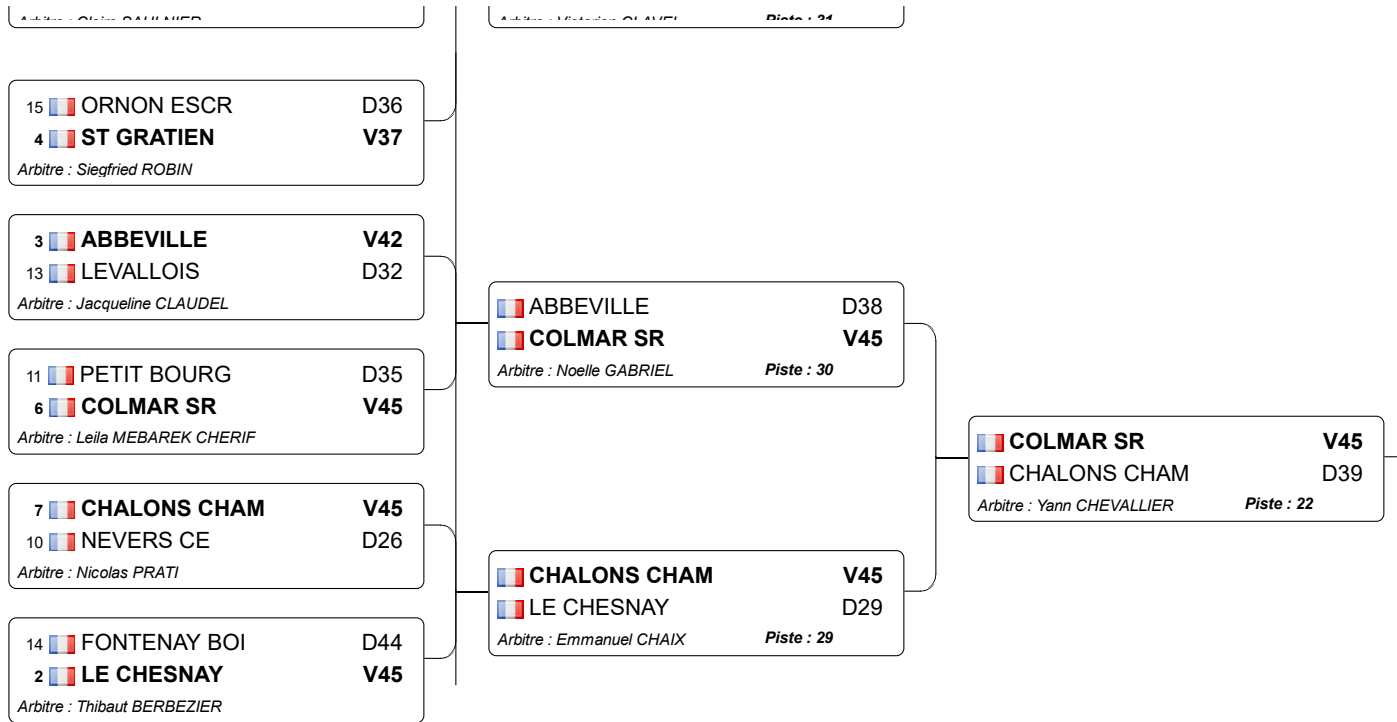 15 ORNON ESCR D36
4 ST GRATIEN V37
Arbitre : Siegfried ROBIN
3 ABBEVILLE V42
13 LEVALLOIS D32
Arbitre : Jacqueline CLAUDEL
11 PETIT BOURG D35
6 COLMAR SR V45
Arbitre : Leila MEBAREK CHERIF
7 CHALONS CHAM V45
10 NEVERS CE D26
Arbitre : Nicolas PRATI
14 FONTENAY BOI D44
2 LE CHESNAY V45
Arbitre : Thibaut BERBEZIER
ABBEVILLE D38
COLMAR SR V45
Arbitre : Noelle GABRIEL Piste : 30
CHALONS CHAM V45
LE CHESNAY D29
Arbitre : Emmanuel CHAIX Piste : 29
COLMAR SR V45
CHALONS CHAM D39
Arbitre : Yann CHEVALLIER Piste : 22